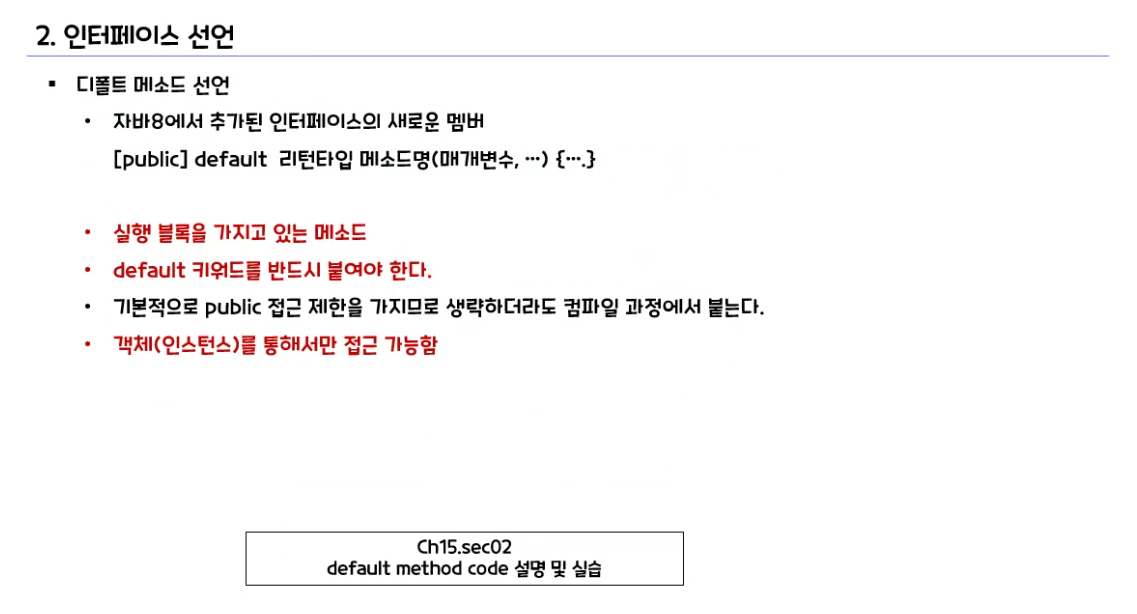 2. 인터페이스 선언
▪ 디폴트 메소드 선언
• 자바8에서 추가된 인터페이스의 새로운 멤버
[public] default 리턴타입 메소드명(매개변수, …) {….}
• 실행 블록을 가지고 있는 메소드
• default 키워드를 반드시 붙여야 한다.
• 기본적으로 public 접근 제한을 가지므로 생략하더라도 컴파일 과정에서 붙는다.
• 객체(인스턴스)를 통해서만 접근 가능함
Ch15.sec02
default method code 설명 및 실습